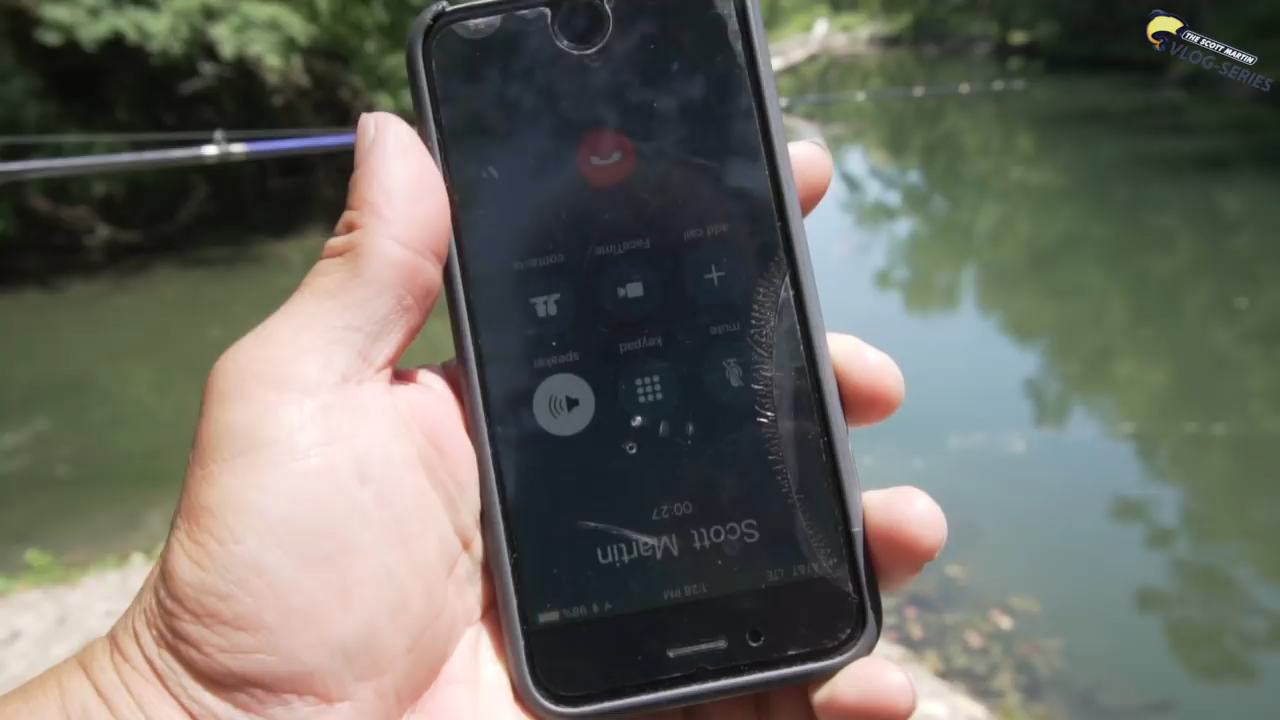 THE SCOTT MARTIN
VLOG-SERIES
AT&T LTE 1:28 PM 98%
Scott Martin
00:27
mute keypad speaker
add call FaceTime contacts